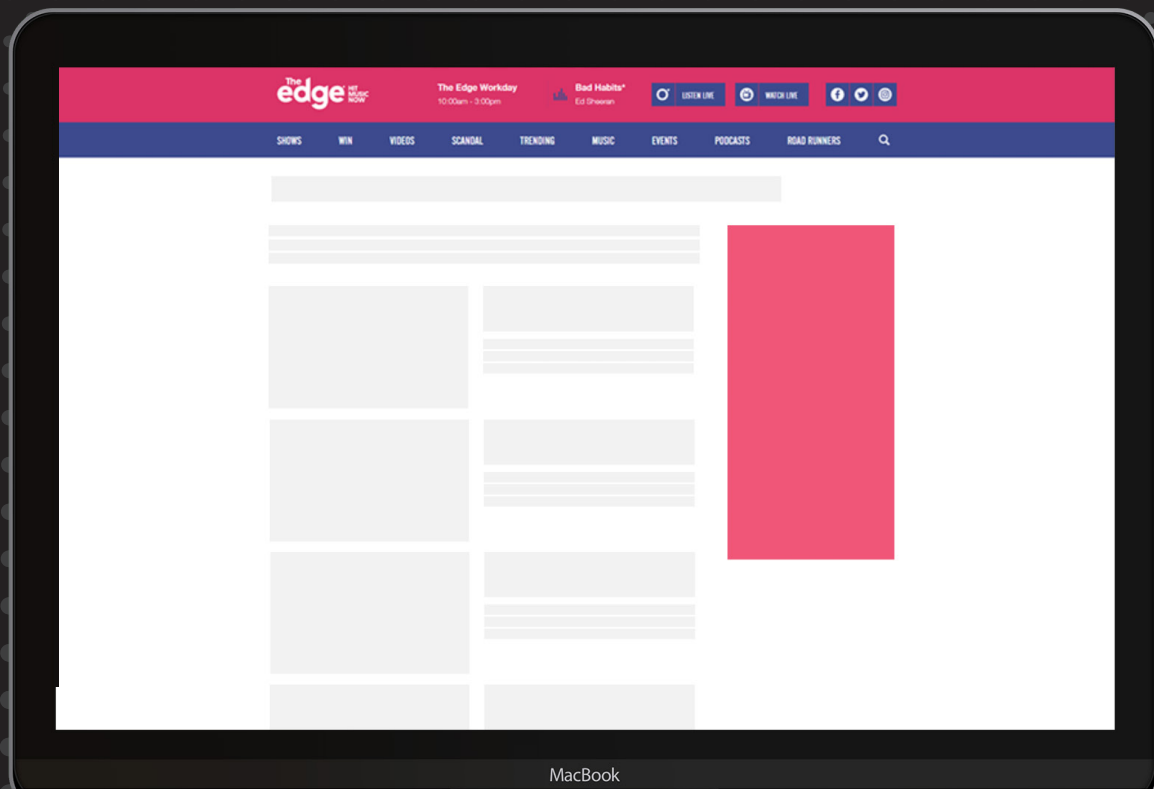 The edge HIT MUSIC NOW
The Edge Workday
10:00am - 3:00pm
Bad Habits*
Ed Sheeran
LISTEN LIVE
WATCH LIVE
SHOWS WIN VIDEOS SCANDAL TRENDING MUSIC EVENTS PODCASTS ROAD RUNNERS
MacBook